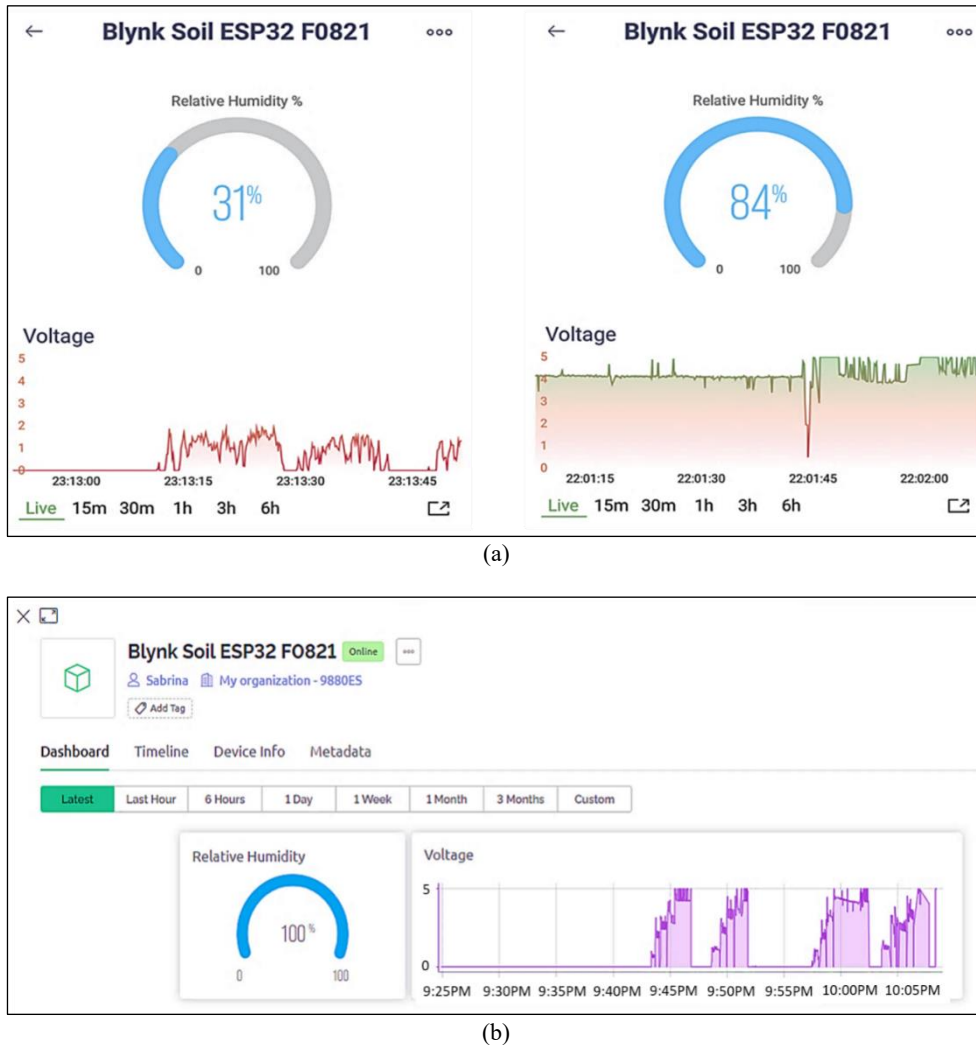 Blynk Soil ESP32 F0821
Relative Humidity %
31%
0 100
Voltage
5
4
3
2
1
0
23:13:00 23:13:15 23:13:30 23:13:45
Live 15m 30m 1h 3h 6h
Blynk Soil ESP32 F0821
Relative Humidity %
84%
0 100
Voltage
5
4
3
2
1
0
22:01:15 22:01:30 22:01:45 22:02:00
Live 15m 30m 1h 3h 6h
(a)
Blynk Soil ESP32 F0821 Online
Sabrina My organization - 9880ES
Add Tag
Dashboard Timeline Device Info Metadata
Latest Last Hour 6 Hours 1 Day 1 Week 1 Month 3 Months Custom
Relative Humidity
100%
0 100
Voltage
5
0
9:25PM 9:30PM 9:35PM 9:40PM 9:45PM 9:50PM 9:55PM 10:00PM 10:05PM
(b)